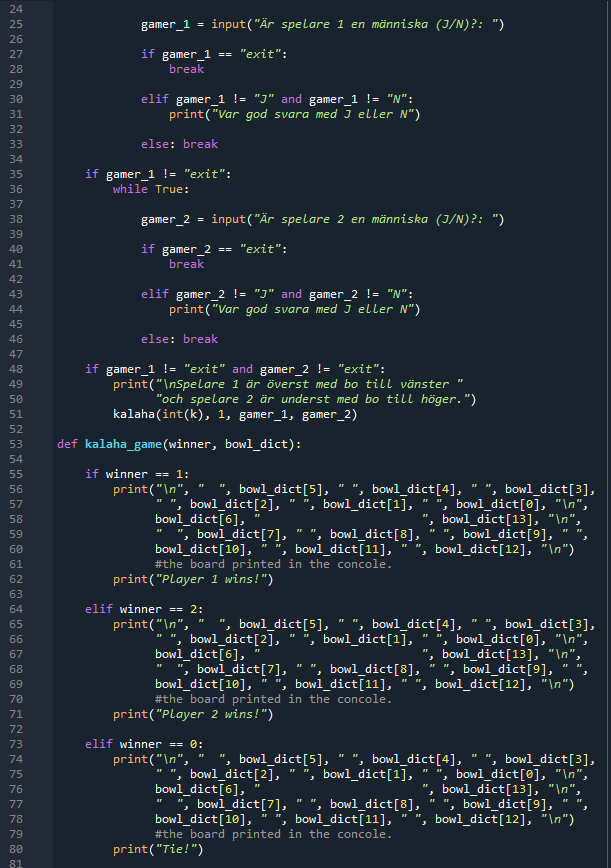 24
25 gamer_1 = input("Är spelare 1 en människa (J/N)?: ")
26
27 if gamer_1 == "exit":
28 break
29
30 elif gamer_1 != "J" and gamer_1 != "N":
31 print("Var god svara med J eller N")
32
33 else: break
34
35 if gamer_1 != "exit":
36 while True:
37
38 gamer_2 = input("Är spelare 2 en människa (J/N)?: ")
39
40 if gamer_2 == "exit":
41 break
42
43 elif gamer_2 != "J" and gamer_2 != "N":
44 print("Var god svara med J eller N")
45
46 else: break
47
48 if gamer_1 != "exit" and gamer_2 != "exit":
49 print("\nSpelare 1 är överst med bo till vänster "
50 "och spelare 2 är underst med bo till höger.")
51 kalaha(int(k), 1, gamer_1, gamer_2)
52
53 def kalaha_game(winner, bowl_dict):
54
55 if winner == 1:
56 print("\n", "  ", bowl_dict[5], " ", bowl_dict[4], " ", bowl_dict[3],
57 " ", bowl_dict[2], " ", bowl_dict[1], " ", bowl_dict[0], "\n",
58 bowl_dict[6], "                       ", bowl_dict[13], "\n",
59 "  ", bowl_dict[7], " ", bowl_dict[8], " ", bowl_dict[9], " ",
60 bowl_dict[10], " ", bowl_dict[11], " ", bowl_dict[12], "\n")
61 #the board printed in the concole.
62 print("Player 1 wins!")
63
64 elif winner == 2:
65 print("\n", "  ", bowl_dict[5], " ", bowl_dict[4], " ", bowl_dict[3],
66 " ", bowl_dict[2], " ", bowl_dict[1], " ", bowl_dict[0], "\n",
67 bowl_dict[6], "                       ", bowl_dict[13], "\n",
68 "  ", bowl_dict[7], " ", bowl_dict[8], " ", bowl_dict[9], " ",
69 bowl_dict[10], " ", bowl_dict[11], " ", bowl_dict[12], "\n")
70 #the board printed in the concole.
71 print("Player 2 wins!")
72
73 elif winner == 0:
74 print("\n", "  ", bowl_dict[5], " ", bowl_dict[4], " ", bowl_dict[3],
75 " ", bowl_dict[2], " ", bowl_dict[1], " ", bowl_dict[0], "\n",
76 bowl_dict[6], "                       ", bowl_dict[13], "\n",
77 "  ", bowl_dict[7], " ", bowl_dict[8], " ", bowl_dict[9], " ",
78 bowl_dict[10], " ", bowl_dict[11], " ", bowl_dict[12], "\n")
79 #the board printed in the concole.
80 print("Tie!")
81